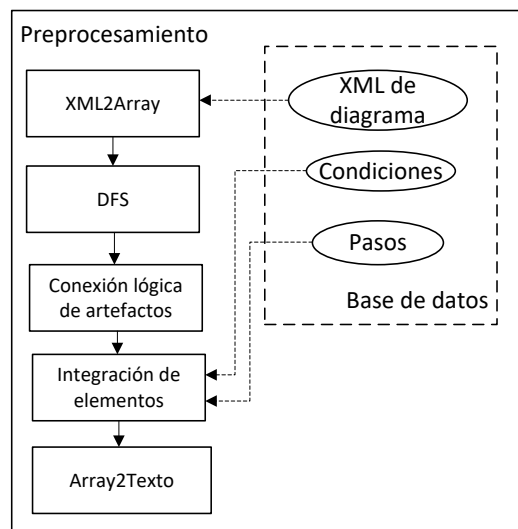 Preprocesamiento
XML2Array
DFS
Conexión lógica
de artefactos
Integración de
elementos
Array2Texto
XML de
diagrama
Condiciones
Pasos
Base de datos